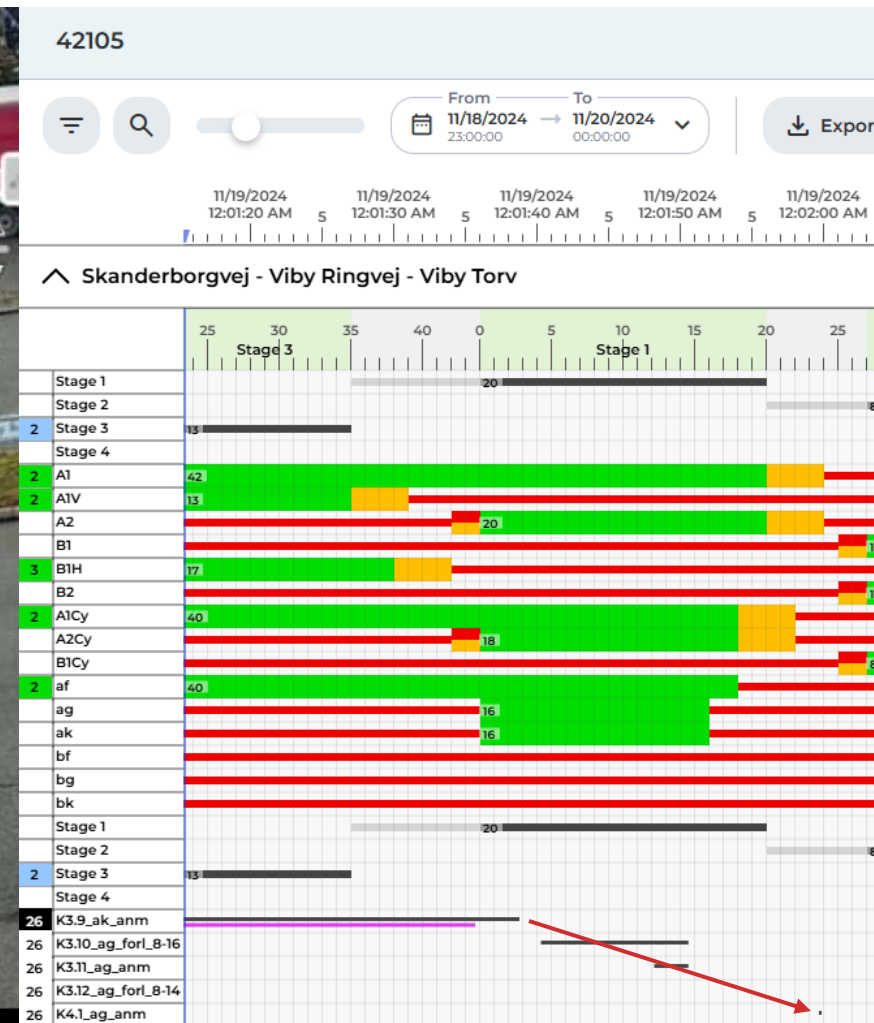 42105
From
11/18/2024
23:00:00
To
11/20/2024
00:00:00
Expor
11/19/2024 11/19/2024 11/19/2024 11/19/2024 11/19/2024
12:01:20 AM 5 12:01:30 AM 5 12:01:40 AM 5 12:01:50 AM 5 12:02:00 AM
Skanderborgvej - Viby Ringvej - Viby Torv
25 30 35 40 0 5 10 15 20 25
Stage 3 Stage 1
Stage 1 20
Stage 2 8
2 Stage 3 13
Stage 4
2 A1 42
2 A1V 13
A2 20
B1 1
3 B1H 17
B2 1
2 A1Cy 40
A2Cy 18
B1Cy 8
2 af 40
ag 16
ak 16
bf
bg
bk
Stage 1 20
Stage 2 8
2 Stage 3 13
Stage 4
26 K3.9_ak_anm
26 K3.10_ag_forl_8-16
26 K3.11_ag_anm
26 K3.12_ag_forl_8-14
26 K4.1_ag_anm